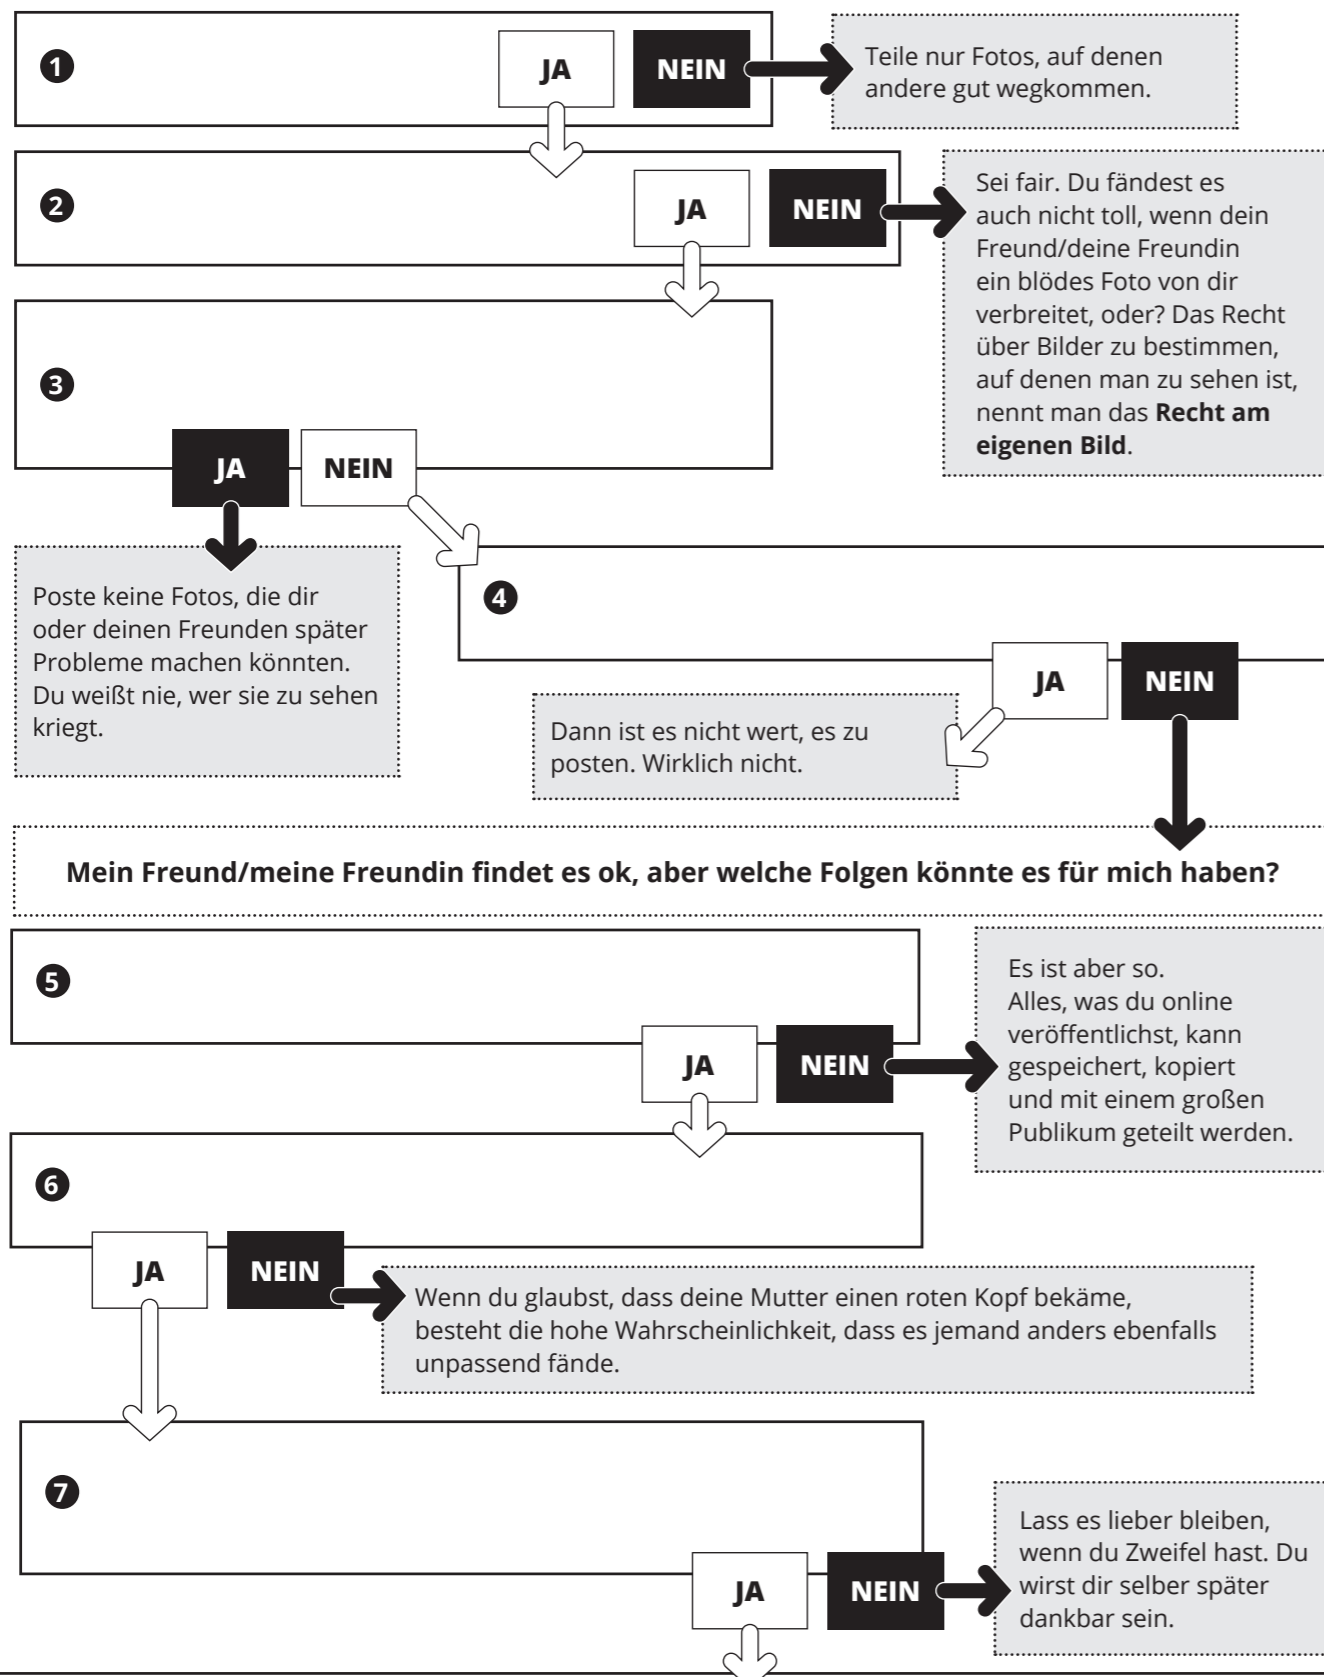 1
JA
NEIN
Teile nur Fotos, auf denen
andere gut wegkommen.
2
JA
NEIN
Sei fair. Du fändest es
auch nicht toll, wenn dein
Freund/deine Freundin
ein blödes Foto von dir
verbreitet, oder? Das Recht
über Bilder zu bestimmen,
auf denen man zu sehen ist,
nennt man das Recht am
eigenen Bild.
3
JA
NEIN
Poste keine Fotos, die dir
oder deinen Freunden später
Probleme machen könnten.
Du weißt nie, wer sie zu sehen
kriegt.
4
JA
NEIN
Dann ist es nicht wert, es zu
posten. Wirklich nicht.
Mein Freund/meine Freundin findet es ok, aber welche Folgen könnte es für mich haben?
5
JA
NEIN
Es ist aber so.
Alles, was du online
veröffentlichst, kann
gespeichert, kopiert
und mit einem großen
Publikum geteilt werden.
6
JA
NEIN
Wenn du glaubst, dass deine Mutter einen roten Kopf bekäme,
besteht die hohe Wahrscheinlichkeit, dass es jemand anders ebenfalls
unpassend fände.
7
JA
NEIN
Lass es lieber bleiben,
wenn du Zweifel hast. Du
wirst dir selber später
dankbar sein.